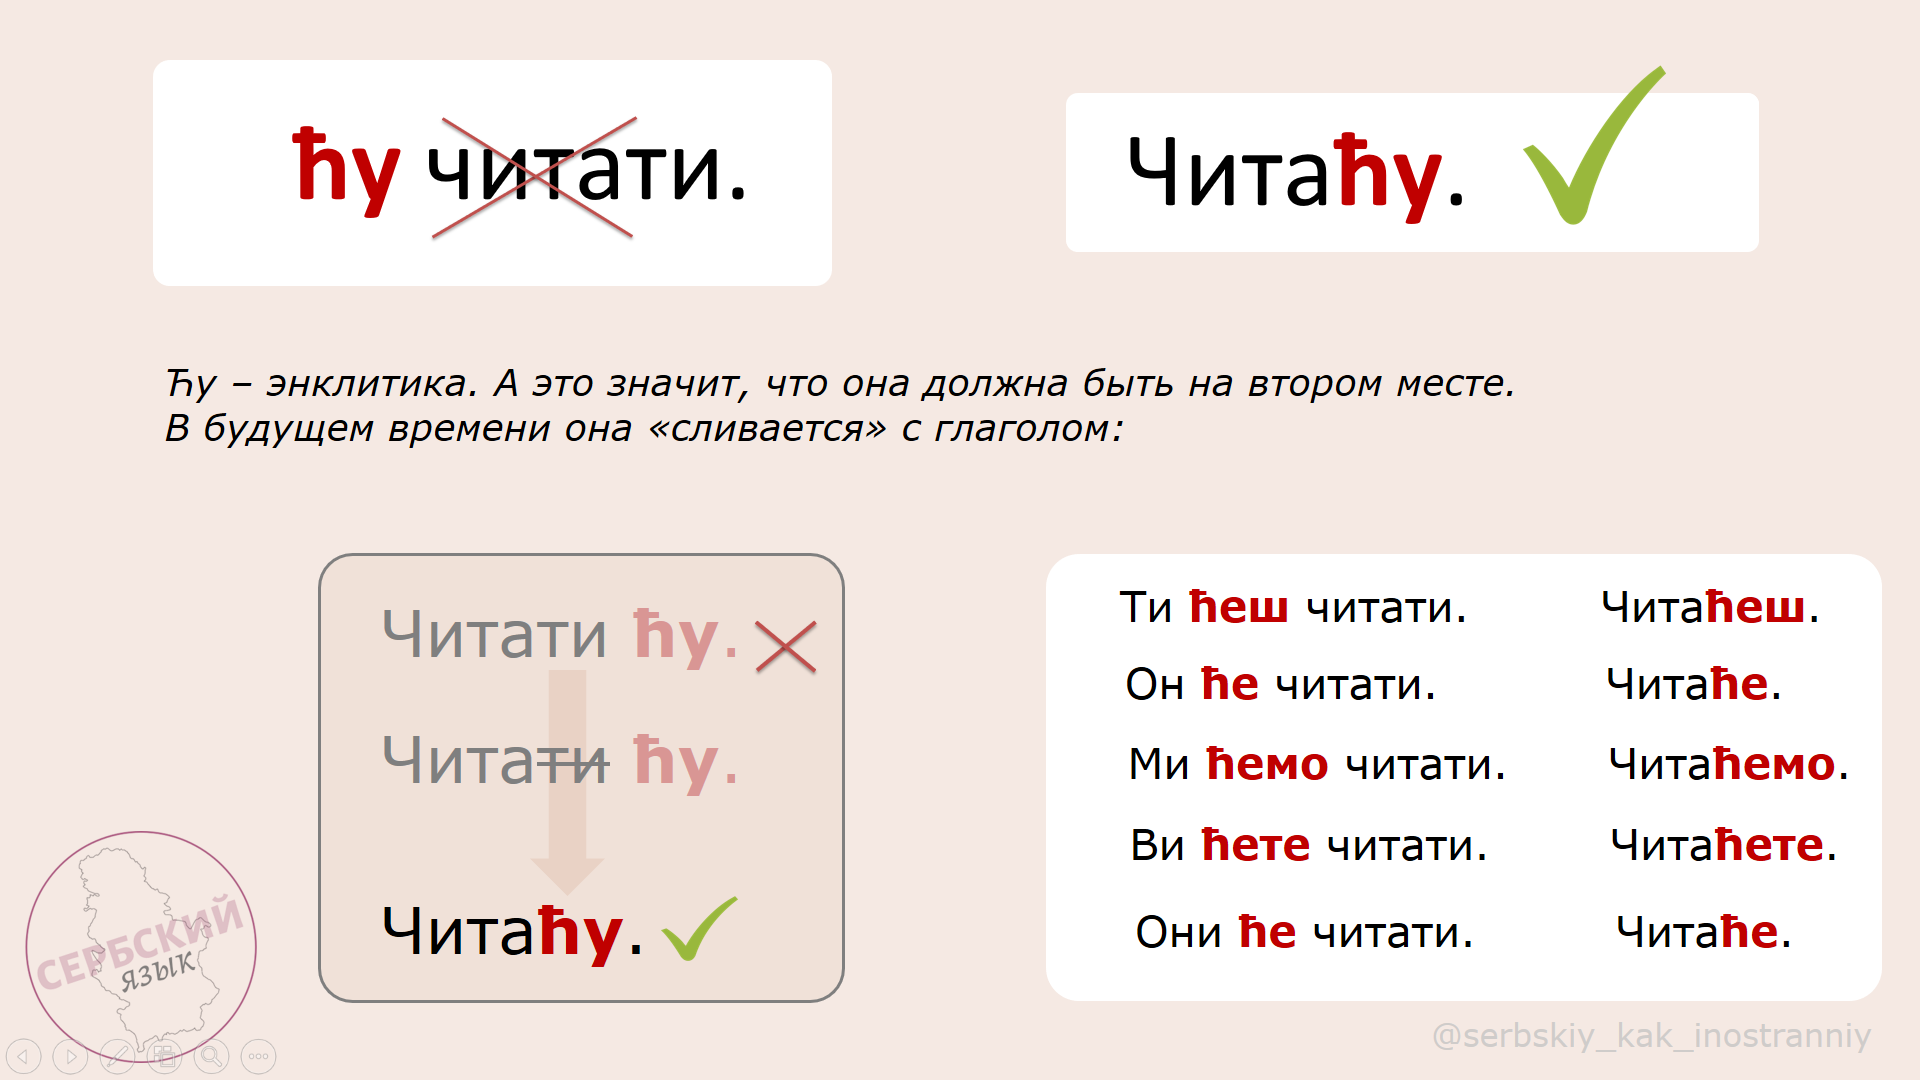 ћу читати.
Читаћу.
Ћу – энклитика. А это значит, что она должна быть на втором месте.
В будущем времени она «сливается» с глаголом:
Читати ћу.
Читати ћу.
Читаћу.
Ти ћеш читати. Читаћеш.
Он ће читати. Читаће.
Ми ћемо читати. Читаћемо.
Ви ћете читати. Читаћете.
Они ће читати. Читаће.
СЕРБСКИЙ
язык
@serbskiy_kak_inostranniy